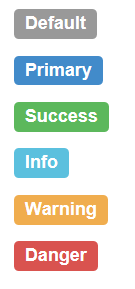 Default
Primary
Success
Info
Warning
Danger